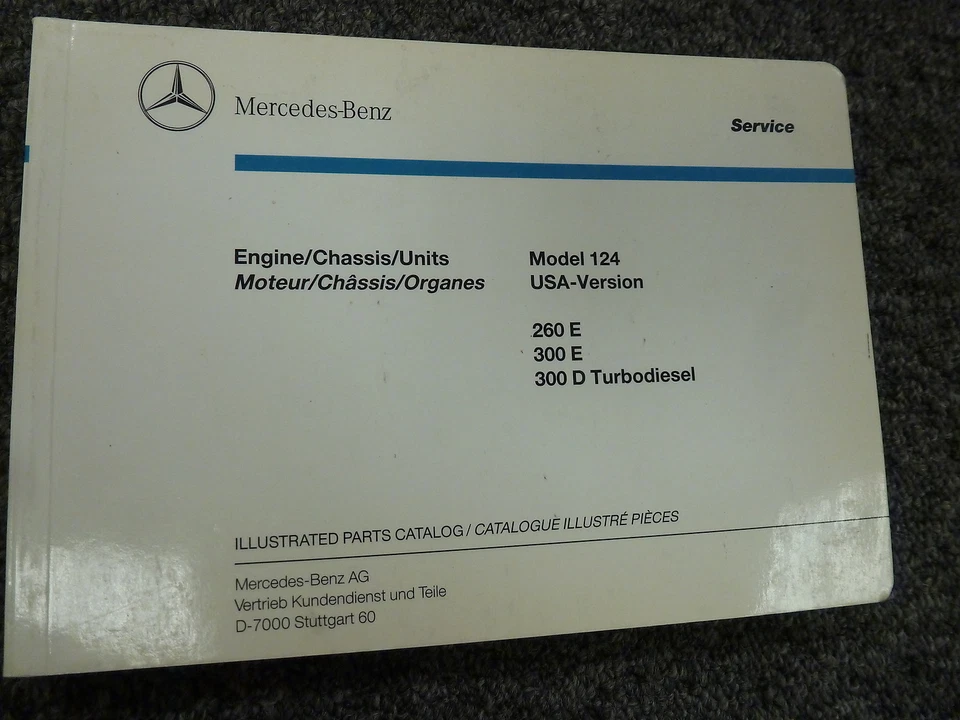 Mercedes-Benz
Service
Engine/Chassis/Units
Moteur/Châssis/Organes
Model 124
USA-Version
260 E
300 E
300 D Turbodiesel
ILLUSTRATED PARTS CATALOG / CATALOGUE ILLUSTRÉ PIÈCES
Mercedes-Benz AG
Vertrieb Kundendienst und Teile
D-7000 Stuttgart 60